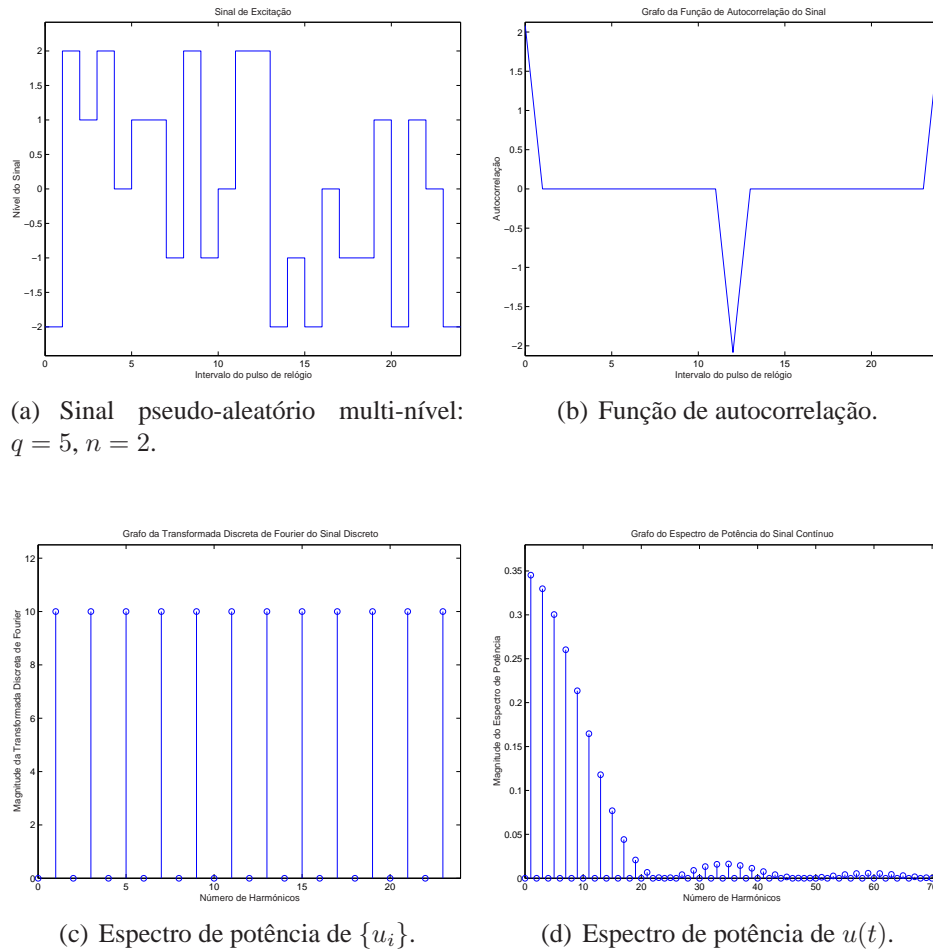 Sinal de Excitação
2
1.5
1
0.5
0
−0.5
−1
−1.5
−2
Nível do Sinal
0 5 10 15 20
Intervalo do pulso de relógio
(a) Sinal pseudo-aleatório multi-nível:
q = 5, n = 2.
Grafo da Função de Autocorrelação do Sinal
2
1.5
1
0.5
0
−0.5
−1
−1.5
−2
Autocorrelação
0 5 10 15 20
Intervalo do pulso de relógio
(b) Função de autocorrelação.
Grafo da Transformada Discreta de Fourier do Sinal Discreto
12
10
8
6
4
2
0
Magnitude da Transformada Discreta de Fourier
0 5 10 15 20
Número de Harmónicos
(c) Espectro de potência de {u_i}.
Grafo do Espectro de Potência do Sinal Contínuo
0.35
0.3
0.25
0.2
0.15
0.1
0.05
0
Magnitude do Espectro de Potência
0 10 20 30 40 50 60 70
Número de Harmónicos
(d) Espectro de potência de u(t).